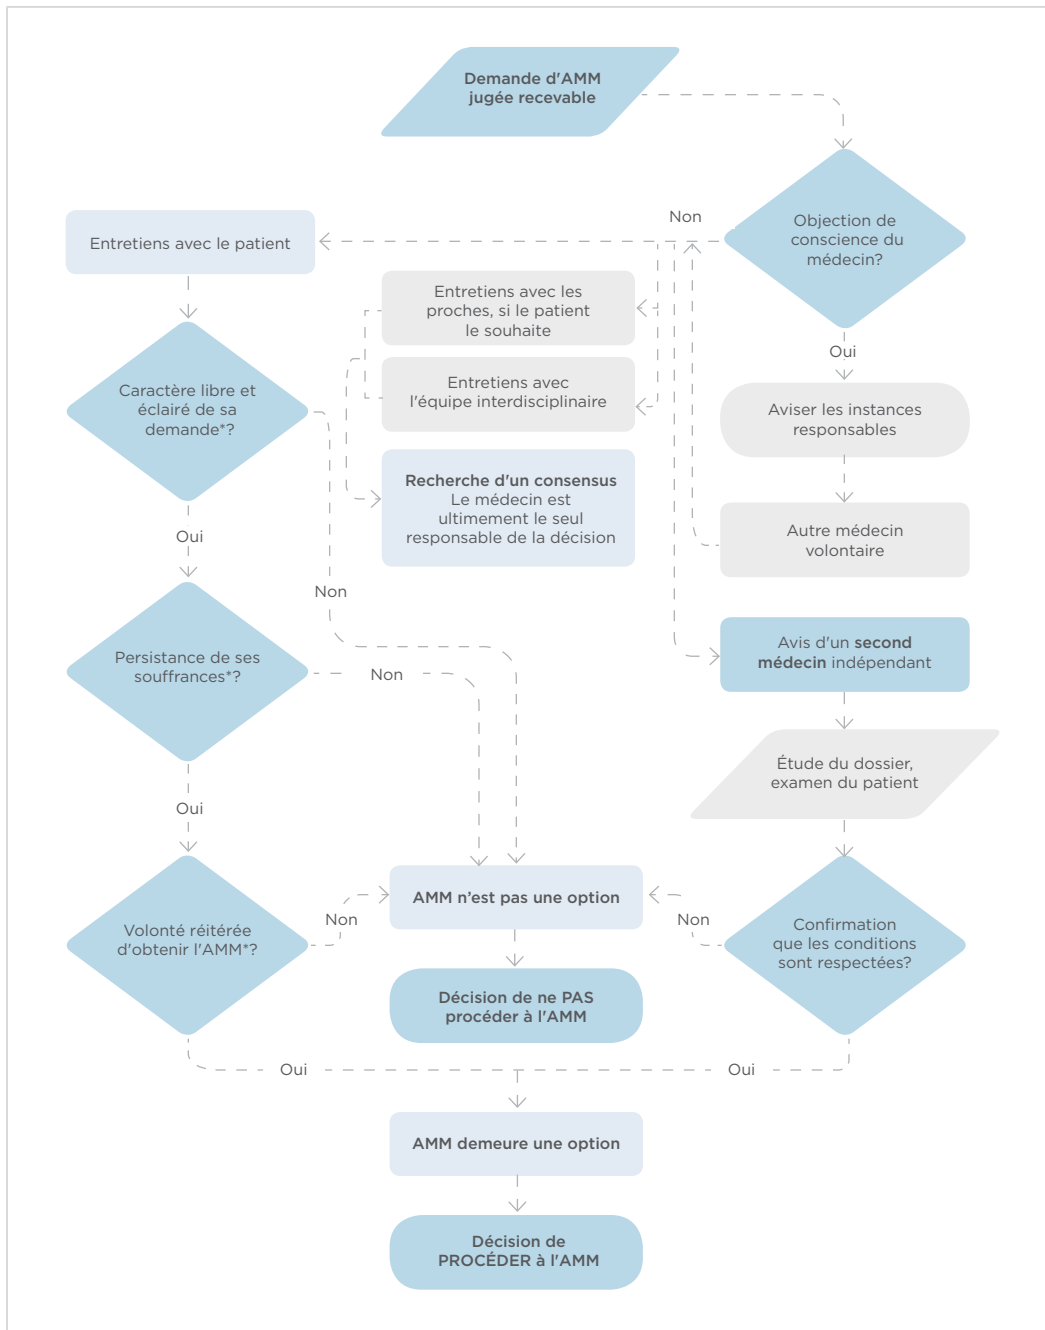 Demande d'AMM
jugée recevable
Non
Objection de
conscience du
médecin?
Entretiens avec le patient
Entretiens avec les
proches, si le patient
le souhaite
Oui
Caractère libre et
éclairé de sa
demande*?
Entretiens avec
l'équipe interdisciplinaire
Aviser les instances
responsables
Recherche d'un consensus
Le médecin est
ultimement le seul
responsable de la décision
Autre médecin
volontaire
Oui
Non
Avis d'un second
médecin indépendant
Persistance de ses
souffrances*?
Non
Étude du dossier,
examen du patient
Oui
AMM n’est pas une option
Volonté réitérée
d'obtenir l'AMM*?
Non
Non
Confirmation
que les conditions
sont respectées?
Décision de ne PAS
procéder à l'AMM
Oui
Oui
AMM demeure une option
Décision de
PROCÉDER à l'AMM